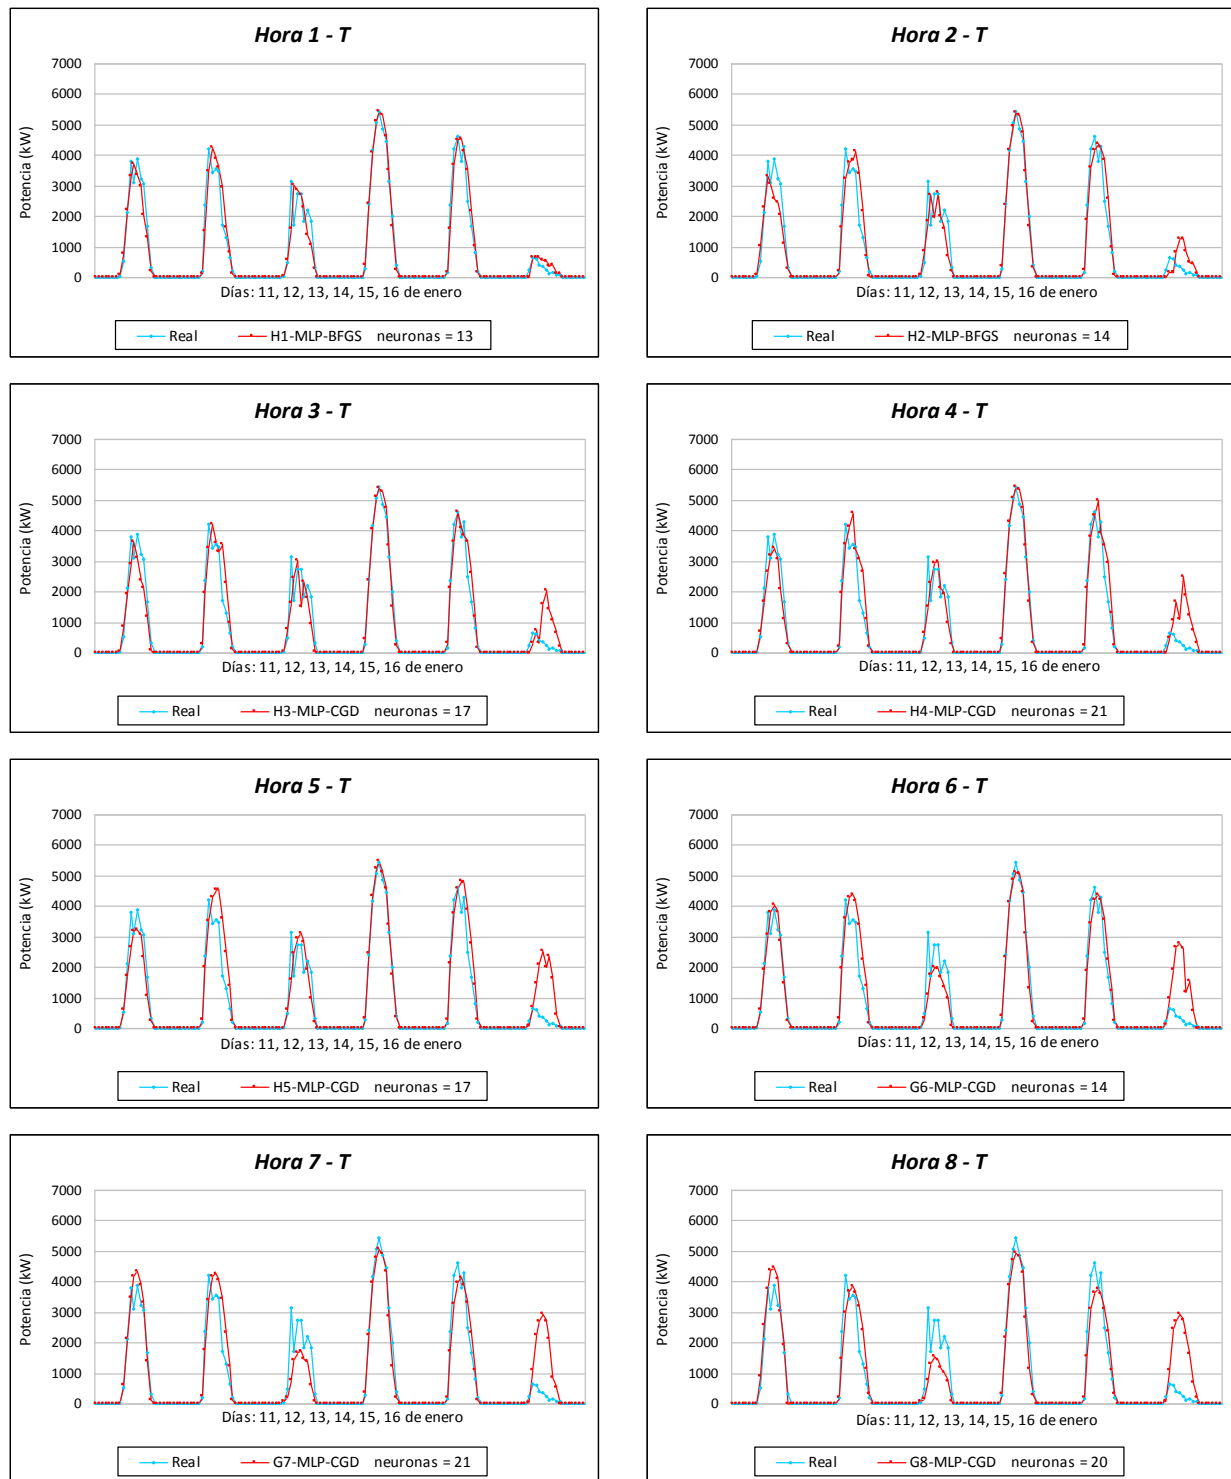 Hora 1 - T
7000
6000
5000
4000
3000
2000
1000
0
Potencia (kW)
Días: 11, 12, 13, 14, 15, 16 de enero
Real H1-MLP-BFGS neuronas = 13
Hora 2 - T
7000
6000
5000
4000
3000
2000
1000
0
Potencia (kW)
Días: 11, 12, 13, 14, 15, 16 de enero
Real H2-MLP-BFGS neuronas = 14
Hora 3 - T
7000
6000
5000
4000
3000
2000
1000
0
Potencia (kW)
Días: 11, 12, 13, 14, 15, 16 de enero
Real H3-MLP-CGD neuronas = 17
Hora 4 - T
7000
6000
5000
4000
3000
2000
1000
0
Potencia (kW)
Días: 11, 12, 13, 14, 15, 16 de enero
Real H4-MLP-CGD neuronas = 21
Hora 5 - T
7000
6000
5000
4000
3000
2000
1000
0
Potencia (kW)
Días: 11, 12, 13, 14, 15, 16 de enero
Real H5-MLP-CGD neuronas = 17
Hora 6 - T
7000
6000
5000
4000
3000
2000
1000
0
Potencia (kW)
Días: 11, 12, 13, 14, 15, 16 de enero
Real G6-MLP-CGD neuronas = 14
Hora 7 - T
7000
6000
5000
4000
3000
2000
1000
0
Potencia (kW)
Días: 11, 12, 13, 14, 15, 16 de enero
Real G7-MLP-CGD neuronas = 21
Hora 8 - T
7000
6000
5000
4000
3000
2000
1000
0
Potencia (kW)
Días: 11, 12, 13, 14, 15, 16 de enero
Real G8-MLP-CGD neuronas = 20